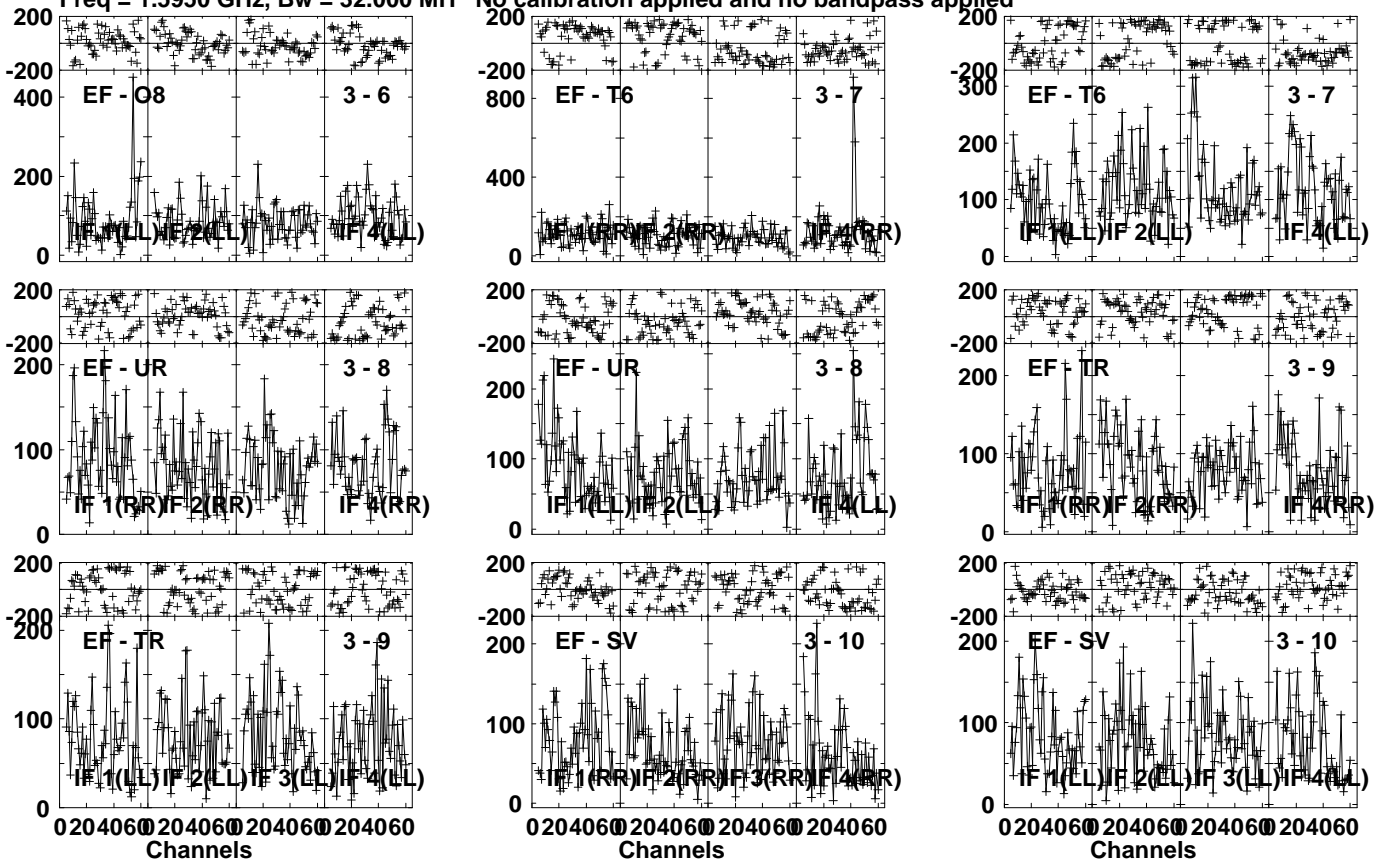 Freq = 1.5950 GHz, Bw = 32.000 MH No calibration applied and no bandpass applied
200
-200
400
200
0
EF - O8
3 - 6
IF 1(LL)
IF 2(LL)
IF 4(LL)
200
-200
800
400
0
EF - T6
3 - 7
IF 1(RR)
IF 2(RR)
IF 4(RR)
200
-200
300
200
100
0
EF - T6
3 - 7
IF 1(LL)
IF 2(LL)
IF 4(LL)
200
-200
200
100
0
EF - UR
3 - 8
IF 1(RR)
IF 2(RR)
IF 4(RR)
200
-200
200
100
0
EF - UR
3 - 8
IF 1(LL)
IF 2(LL)
IF 4(LL)
200
-200
200
100
0
EF - TR
3 - 9
IF 1(RR)
IF 2(RR)
IF 4(RR)
200
-200
200
100
0
EF - TR
3 - 9
IF 1(LL)
IF 2(LL)
IF 3(LL)
IF 4(LL)
200
-200
200
100
0
EF - SV
3 - 10
IF 1(RR)
IF 2(RR)
IF 3(RR)
IF 4(RR)
200
-200
200
100
0
EF - SV
3 - 10
IF 1(LL)
IF 2(LL)
IF 3(LL)
IF 4(LL)
0 20 40 60 0 20 40 60 0 20 40 60 0 20 40 60
Channels
0 20 40 60 0 20 40 60 0 20 40 60 0 20 40 60
Channels
0 20 40 60 0 20 40 60 0 20 40 60 0 20 40 60
Channels